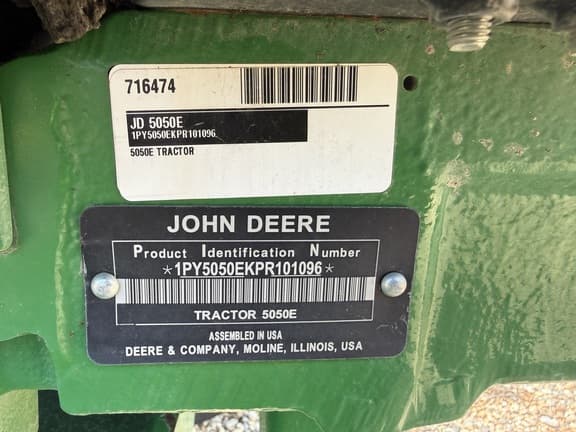 716474
JD 5050E
1PY5050EKPR101096
5050E TRACTOR
JOHN DEERE
Product Identification Number
*1PY5050EKPR101096*
TRACTOR 5050E
ASSEMBLED IN USA
DEERE & COMPANY, MOLINE, ILLINOIS, USA